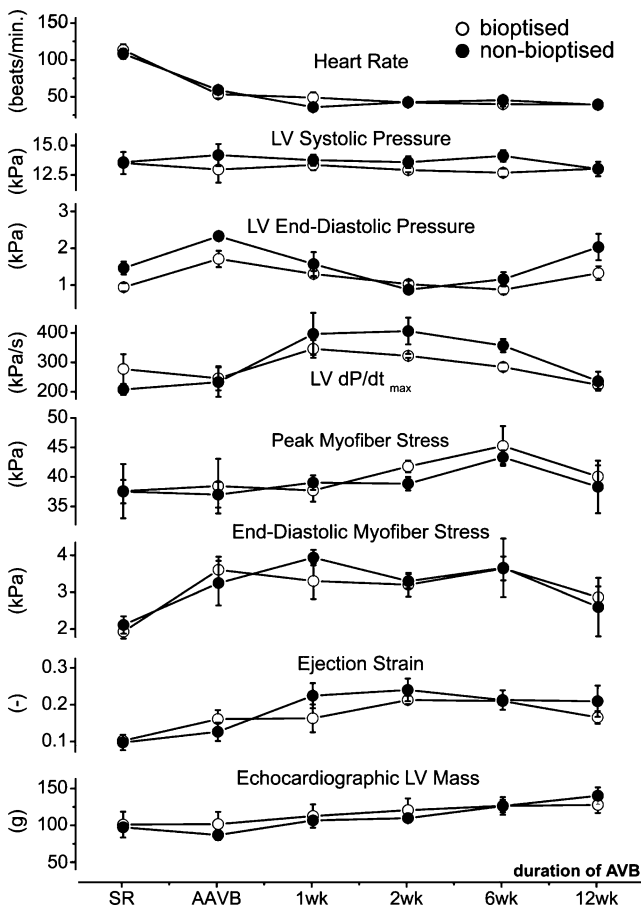 150
100
50
(beats/min.)
bioptised
non-bioptised
Heart Rate
15.0
12.5
(kPa)
LV Systolic Pressure
3
2
1
(kPa)
LV End-Diastolic Pressure
400
300
200
(kPa/s)
LV dP/dt max
50
45
40
35
(kPa)
Peak Myofiber Stress
4
3
2
(kPa)
End-Diastolic Myofiber Stress
0.3
0.2
0.1
(-)
Ejection Strain
150
100
50
(g)
Echocardiographic LV Mass
duration of AVB
SR AAVB 1wk 2wk 6wk 12wk